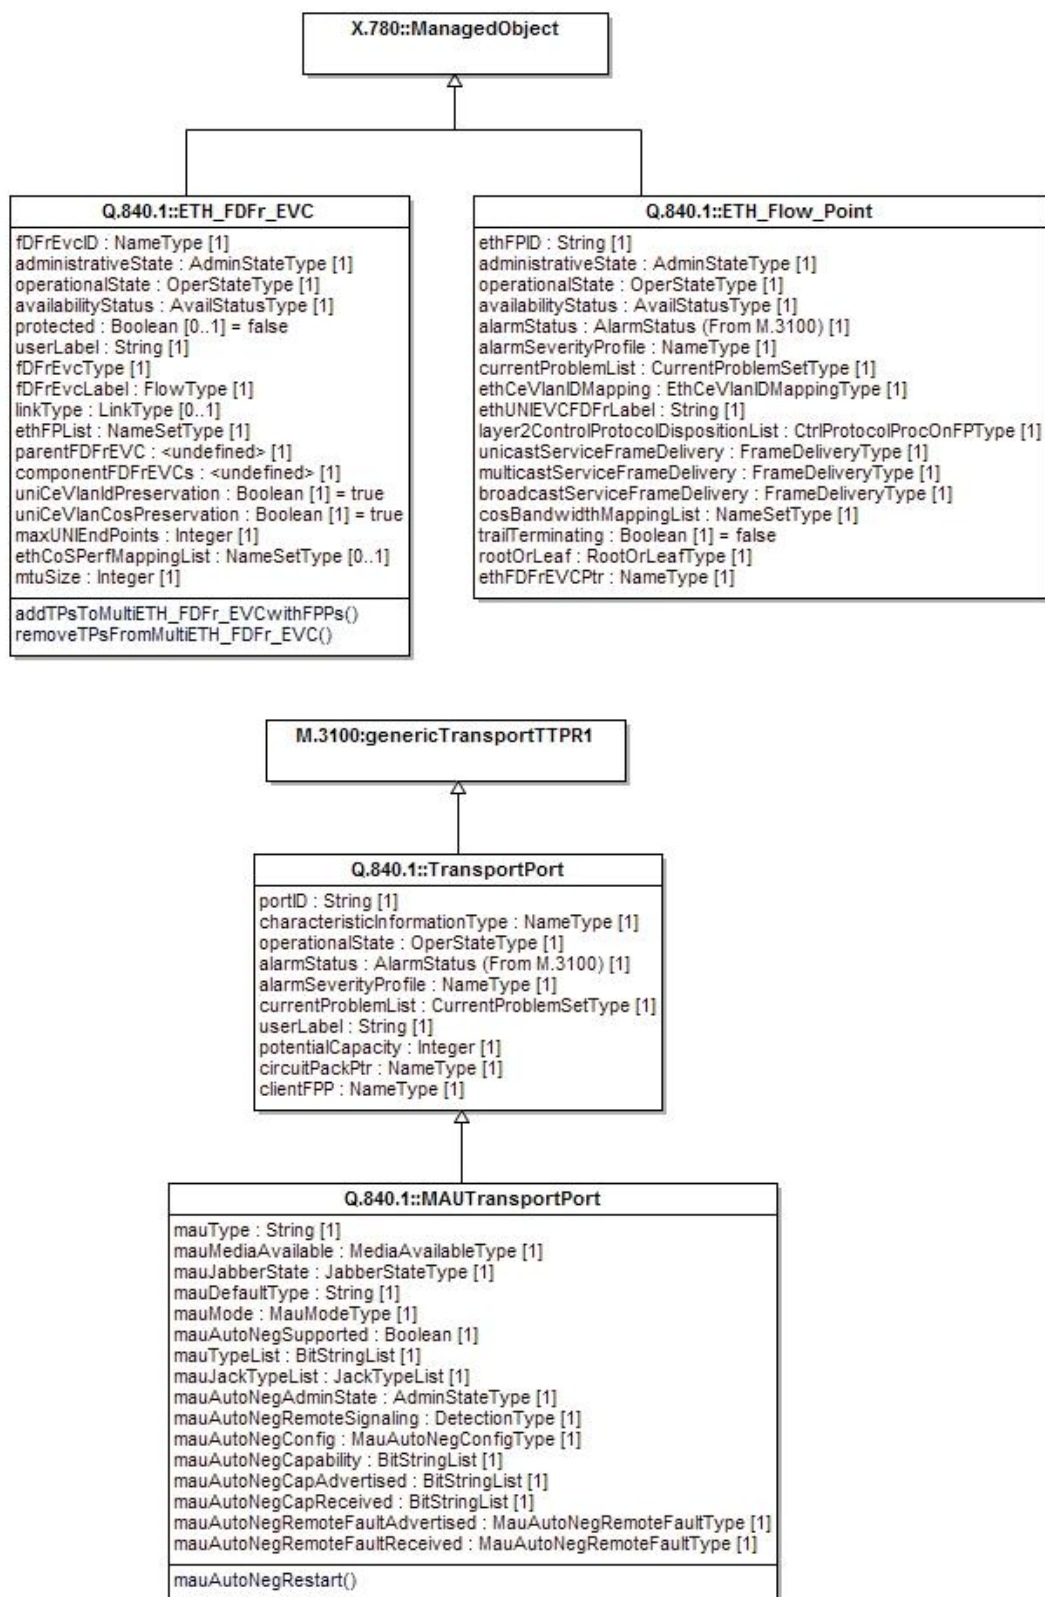 X.780::ManagedObject
Q.840.1::ETH_FDFr_EVC
fDFrEvcID : NameType [1]
administrativeState : AdminStateType [1]
operationalState : OperStateType [1]
availabilityStatus : AvailStatusType [1]
protected : Boolean [0..1] = false
userLabel : String [1]
fDFrEvcType [1]
fDFrEvcLabel : FlowType [1]
linkType : LinkType [0..1]
ethFPList : NameSetType [1]
parentFDFrEVC : <undefined> [1]
componentFDFrEVCs : <undefined> [1]
uniCeVlanIdPreservation : Boolean [1] = true
uniCeVlanCosPreservation : Boolean [1] = true
maxUNIEndPoints : Integer [1]
ethCoSPerfMappingList : NameSetType [0..1]
mtuSize : Integer [1]
addTPsToMultiETH_FDFr_EVCwithFPPs()
removeTPsFromMultiETH_FDFr_EVC()
Q.840.1::ETH_Flow_Point
ethFPID : String [1]
administrativeState : AdminStateType [1]
operationalState : OperStateType [1]
availabilityStatus : AvailStatusType [1]
alarmStatus : AlarmStatus (From M.3100) [1]
alarmSeverityProfile : NameType [1]
currentProblemList : CurrentProblemSetType [1]
ethCeVlanIDMapping : EthCeVlanIDMappingType [1]
ethUNIEVCFDFrLabel : String [1]
layer2ControlProtocolDispositionList : CtrlProtocolProcOnFPType [1]
unicastServiceFrameDelivery : FrameDeliveryType [1]
multicastServiceFrameDelivery : FrameDeliveryType [1]
broadcastServiceFrameDelivery : FrameDeliveryType [1]
cosBandwidthMappingList : NameSetType [1]
trailTerminating : Boolean [1] = false
rootOrLeaf : RootOrLeafType [1]
ethFDFrEVCPtr : NameType [1]
M.3100:genericTransportTTPR1
Q.840.1::TransportPort
portID : String [1]
characteristicInformationType : NameType [1]
operationalState : OperStateType [1]
alarmStatus : AlarmStatus (From M.3100) [1]
alarmSeverityProfile : NameType [1]
currentProblemList : CurrentProblemSetType [1]
userLabel : String [1]
potentialCapacity : Integer [1]
circuitPackPtr : NameType [1]
clientFPP : NameType [1]
Q.840.1::MAUTransportPort
mauType : String [1]
mauMediaAvailable : MediaAvailableType [1]
mauJabberState : JabberStateType [1]
mauDefaultType : String [1]
mauMode : MauModeType [1]
mauAutoNegSupported : Boolean [1]
mauTypeList : BitStringList [1]
mauJackTypeList : JackTypeList [1]
mauAutoNegAdminState : AdminStateType [1]
mauAutoNegRemoteSignaling : DetectionType [1]
mauAutoNegConfig : MauAutoNegConfigType [1]
mauAutoNegCapability : BitStringList [1]
mauAutoNegCapAdvertised : BitStringList [1]
mauAutoNegCapReceived : BitStringList [1]
mauAutoNegRemoteFaultAdvertised : MauAutoNegRemoteFaultType [1]
mauAutoNegRemoteFaultReceived : MauAutoNegRemoteFaultType [1]
mauAutoNegRestart()